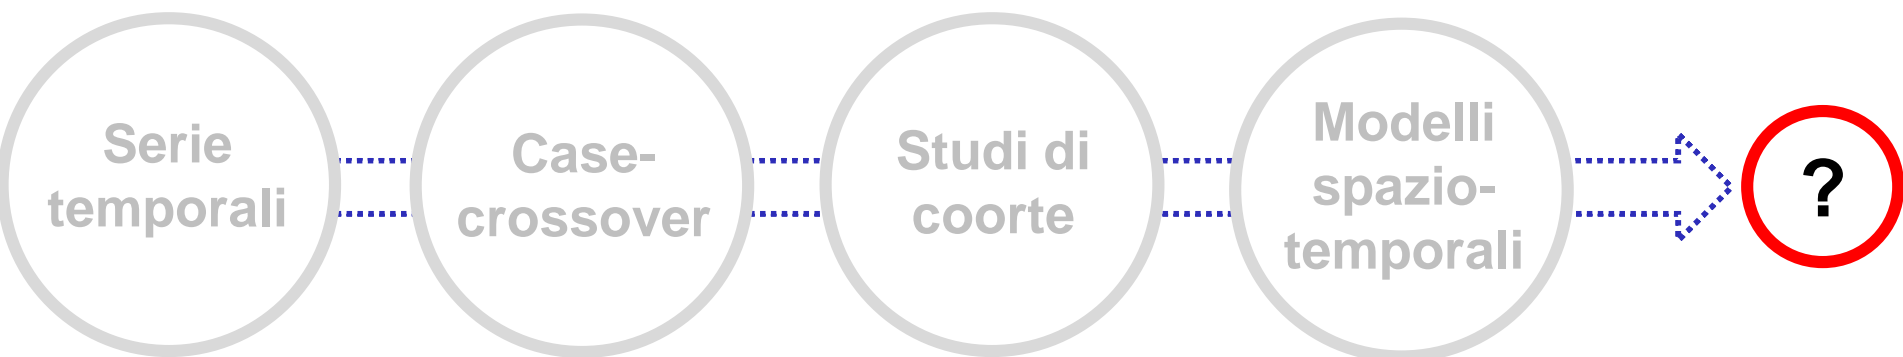 Serie
temporali
Case-
crossover
Studi di
coorte
Modelli
spazio-
temporali
?